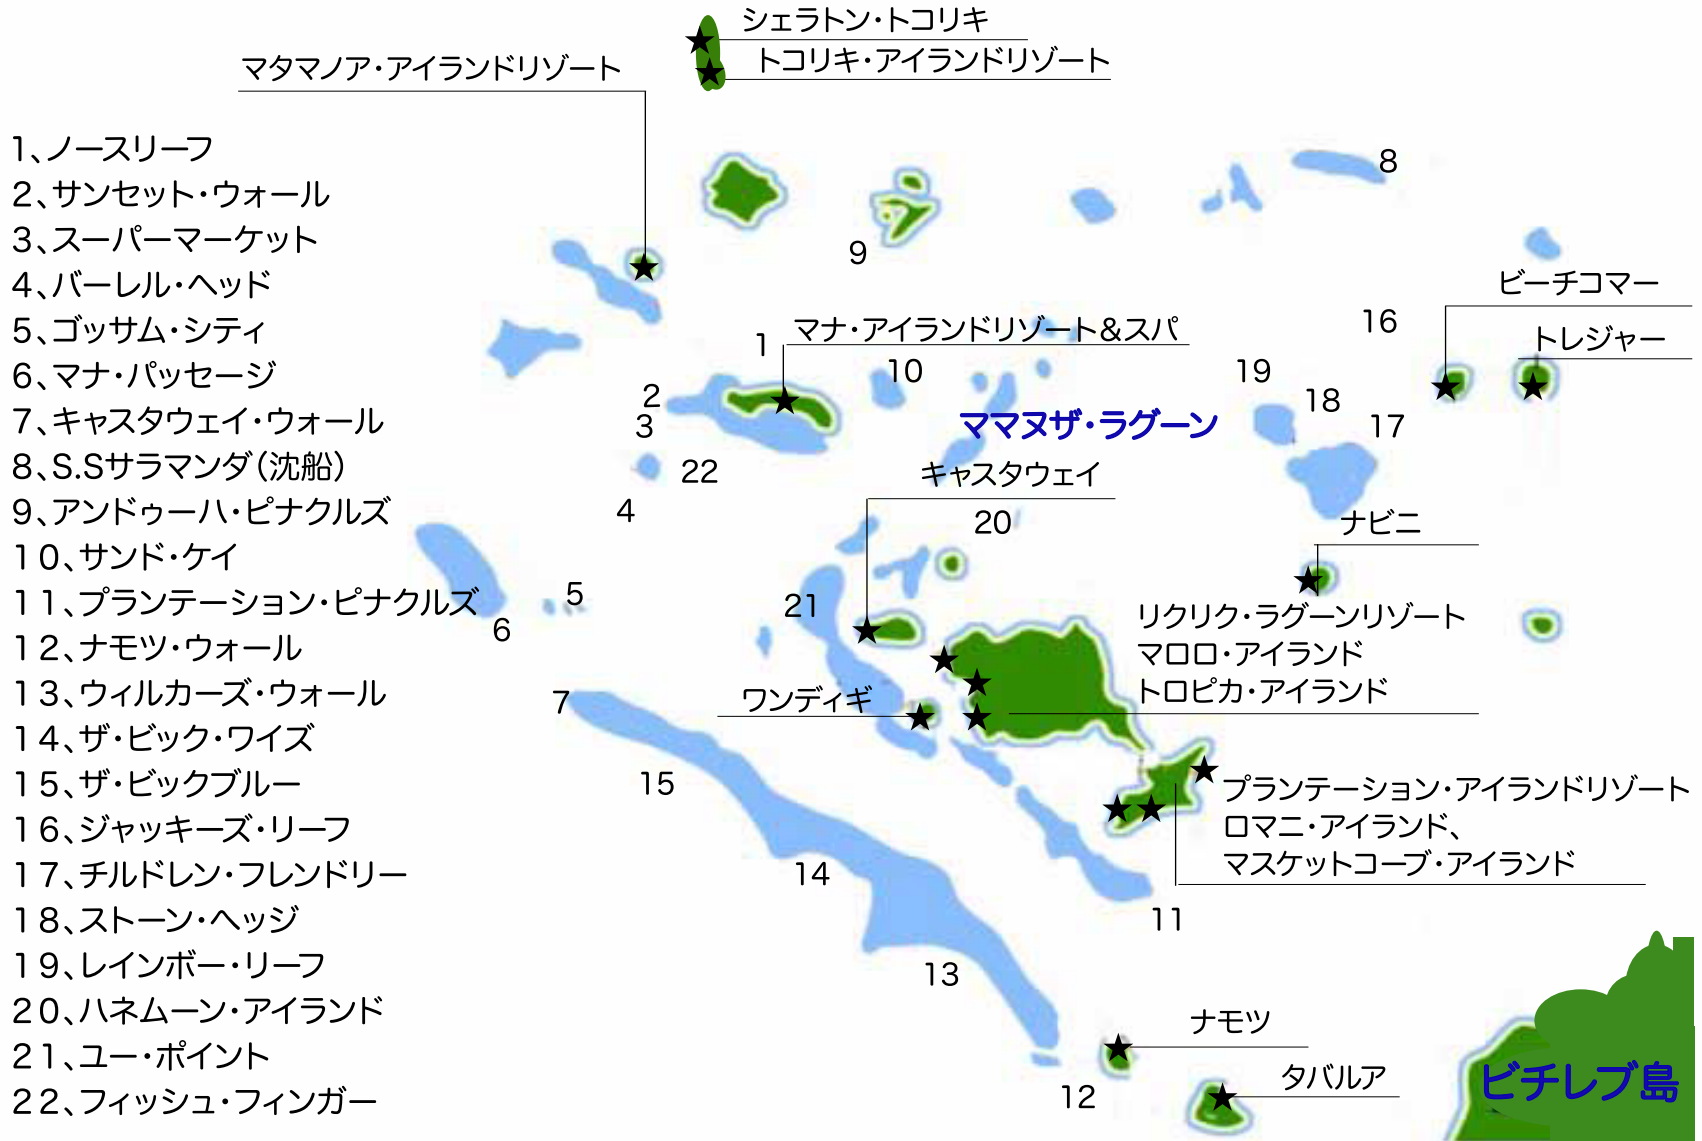 シェラトン・トコリキ
トコリキ・アイランドリゾート
マタマノア・アイランドリゾート
1、ノースリーフ
2、サンセット・ウォール
3、スーパーマーケット
4、バーレル・ヘッド
5、ゴッサム・シティ
6、マナ・パッセージ
7、キャスタウェイ・ウォール
8、S.Sサラマンダ(沈船)
9、アンドゥーハ・ピナクルズ
10、サンド・ケイ
11、プランテーション・ピナクルズ
12、ナモツ・ウォール
13、ウィルカーズ・ウォール
14、ザ・ビック・ワイズ
15、ザ・ビックブルー
16、ジャッキーズ・リーフ
17、チルドレン・フレンドリー
18、ストーン・ヘッジ
19、レインボー・リーフ
20、ハネムーン・アイランド
21、ユー・ポイント
22、フィッシュ・フィンガー
8
9
ビーチコマー
16
トレジャー
マナ・アイランドリゾート&スパ
1
10
19
2
18
3
ママヌザ・ラグーン
17
22
キャスタウェイ
4
20
ナビニ
5
21
6
リクリク・ラグーンリゾート
マロロ・アイランド
トロピカ・アイランド
7
ワンディギ
15
プランテーション・アイランドリゾート
ロマニ・アイランド、
マスケットコーブ・アイランド
14
11
13
ナモツ
12
タバルア
ビチレブ島